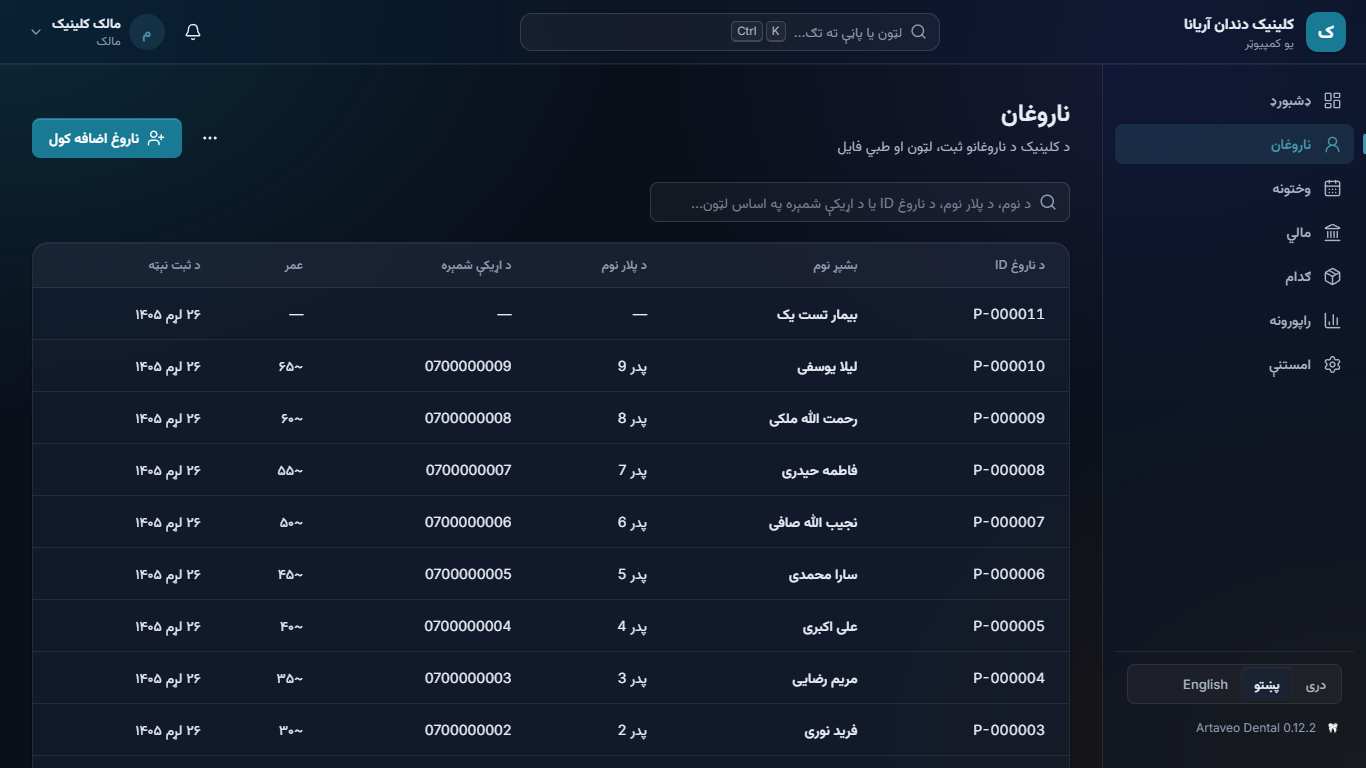 ک
کلینیک دندان آریانا
یو کمپیوټر
لټون یا پاڼې ته تګ... K Ctrl
م
مالک کلینیک
مالک
ډشبورډ
ناروغان
وختونه
مالي
ګدام
راپورونه
امستنې
ناروغان
د کلینیک د ناروغانو ثبت، لټون او طبي فایل
ناروغ اضافه کول
د نوم، د پلار نوم، د ناروغ ID یا د اړیکې شمېره په اساس لټون...
د ناروغ ID بشپړ نوم د پلار نوم د اړیکې شمېره عمر د ثبت نېټه
P-000011 بیمار تست یک — — — ۲۶ لړم ۱۴۰۵
P-000010 لیلا یوسفی پدر 9 0700000009 ~۶۵ ۲۶ لړم ۱۴۰۵
P-000009 رحمت الله ملکی پدر 8 0700000008 ~۶۰ ۲۶ لړم ۱۴۰۵
P-000008 فاطمه حیدری پدر 7 0700000007 ~۵۵ ۲۶ لړم ۱۴۰۵
P-000007 نجیب الله صافی پدر 6 0700000006 ~۵۰ ۲۶ لړم ۱۴۰۵
P-000006 سارا محمدی پدر 5 0700000005 ~۴۵ ۲۶ لړم ۱۴۰۵
P-000005 علی اکبری پدر 4 0700000004 ~۴۰ ۲۶ لړم ۱۴۰۵
P-000004 مریم رضایی پدر 3 0700000003 ~۳۵ ۲۶ لړم ۱۴۰۵
P-000003 فرید نوری پدر 2 0700000002 ~۳۰ ۲۶ لړم ۱۴۰۵
دری پښتو English
Artaveo Dental 0.12.2